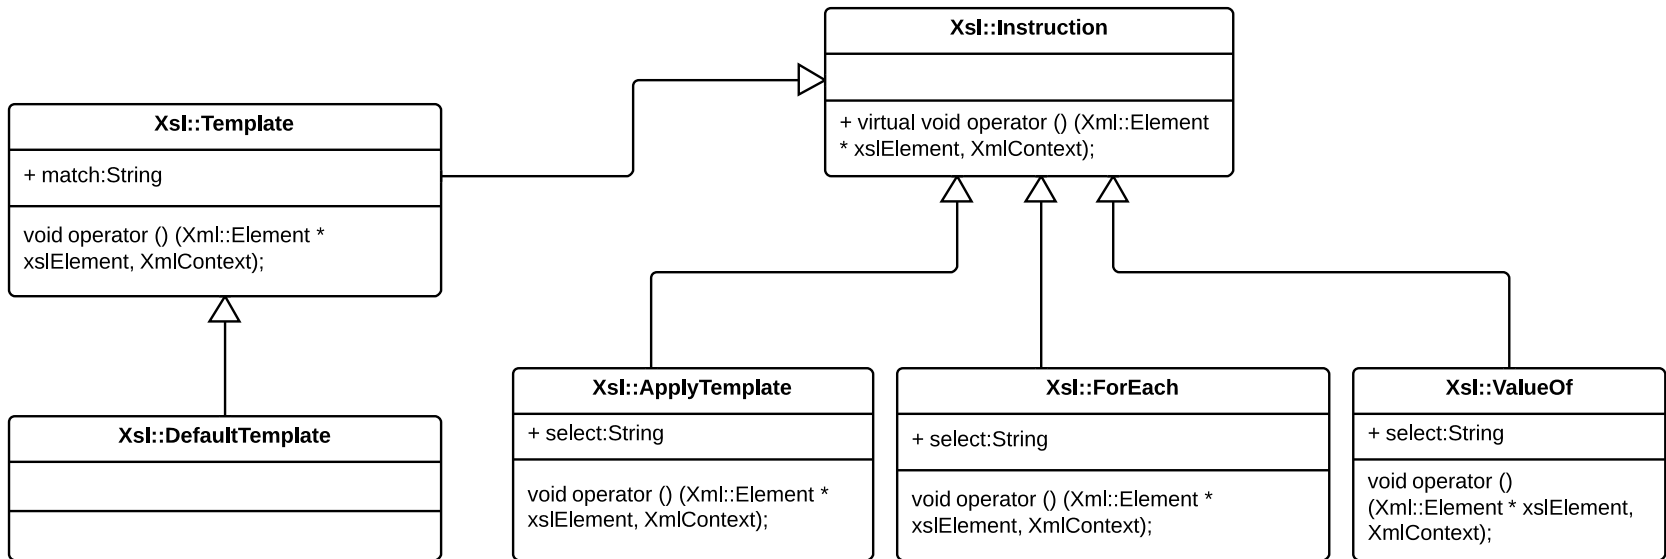 Xsl::Instruction
+ virtual void operator () (Xml::Element
* xslElement, XmlContext);
Xsl::Template
+ match:String
void operator () (Xml::Element *
xslElement, XmlContext);
Xsl::DefaultTemplate
Xsl::ApplyTemplate
+ select:String
void operator () (Xml::Element *
xslElement, XmlContext);
Xsl::ForEach
+ select:String
void operator () (Xml::Element *
xslElement, XmlContext);
Xsl::ValueOf
+ select:String
void operator ()
(Xml::Element * xslElement,
XmlContext);